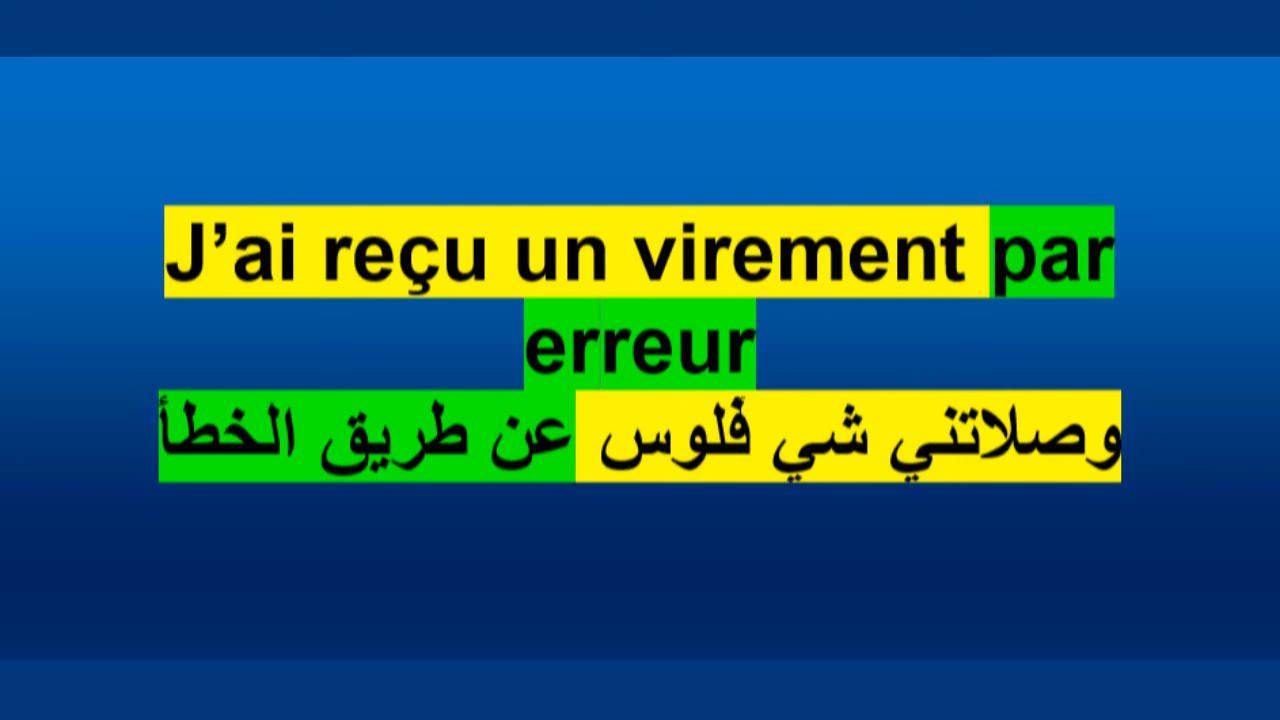 J’ai reçu un virement par
erreur
وصلاتني شي فلوس عن طريق الخطأ